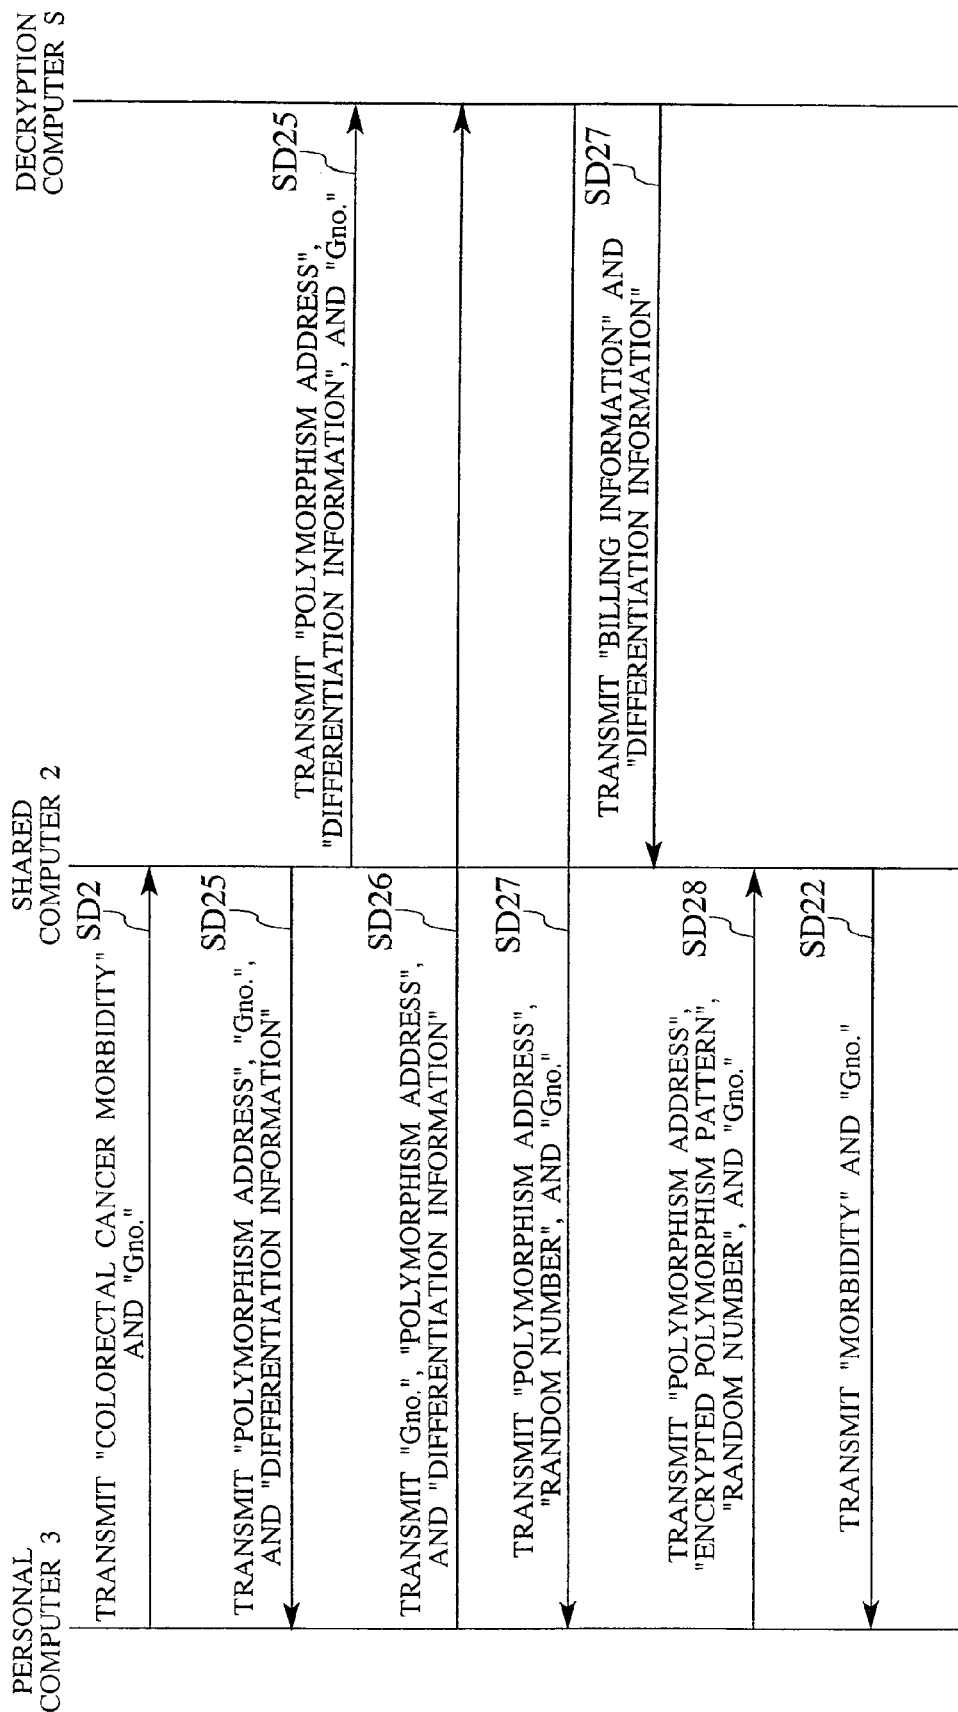 PERSONAL
COMPUTER 3
SHARED
COMPUTER 2
DECRYPTION
COMPUTER S
TRANSMIT "COLORECTAL CANCER MORBIDITY"
AND "Gno."
SD2
TRANSMIT "POLYMORPHISM ADDRESS", "Gno.",
AND "DIFFERENTIATION INFORMATION"
SD25
TRANSMIT "POLYMORPHISM ADDRESS",
"DIFFERENTIATION INFORMATION", AND "Gno."
SD25
TRANSMIT "Gno.", "POLYMORPHISM ADDRESS",
AND "DIFFERENTIATION INFORMATION"
SD26
TRANSMIT "POLYMORPHISM ADDRESS",
"RANDOM NUMBER", AND "Gno."
SD27
TRANSMIT "BILLING INFORMATION" AND
"DIFFERENTIATION INFORMATION"
SD27
TRANSMIT "POLYMORPHISM ADDRESS",
"ENCRYPTED POLYMORPHISM PATTERN",
"RANDOM NUMBER", AND "Gno."
SD28
TRANSMIT "MORBIDITY" AND "Gno."
SD22